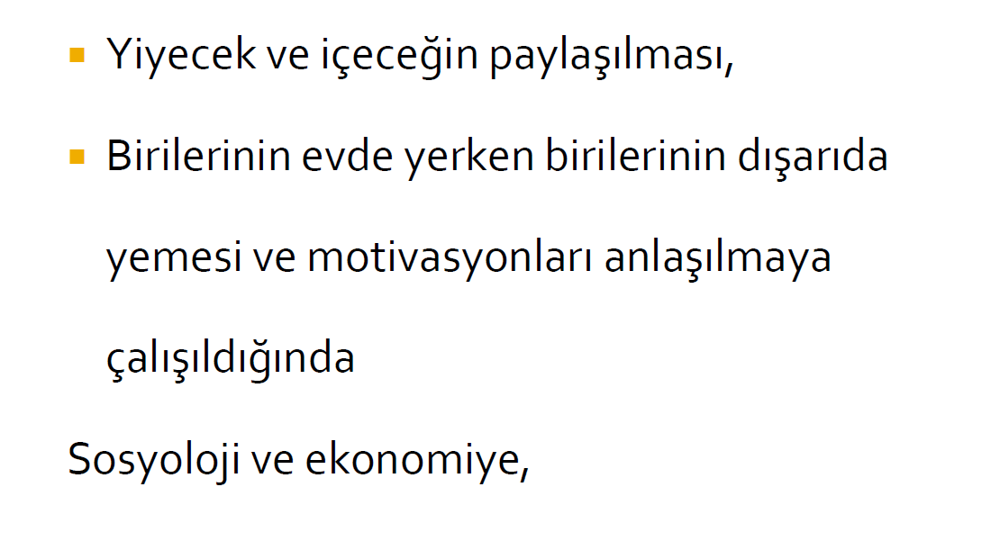 ▪ Yiyecek ve içeceğin paylaşılması,
▪ Birilerinin evde yerken birilerinin dışarıda
yemesi ve motivasyonları anlaşılmaya
çalışıldığında
Sosyoloji ve ekonomiye,